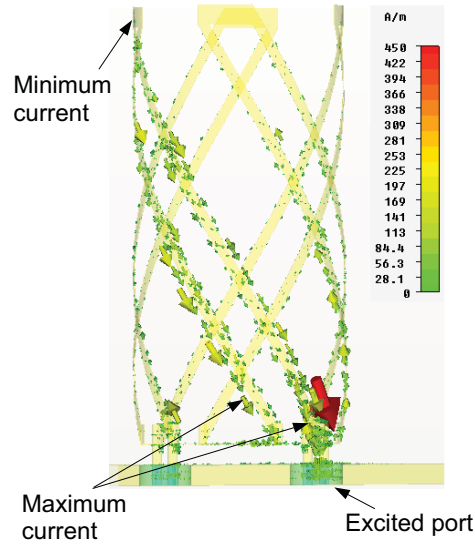 A/m
450
422
394
366
338
309
281
253
225
197
169
141
113
84.4
56.3
28.1
0
Minimum
current
Maximum
current
Excited port